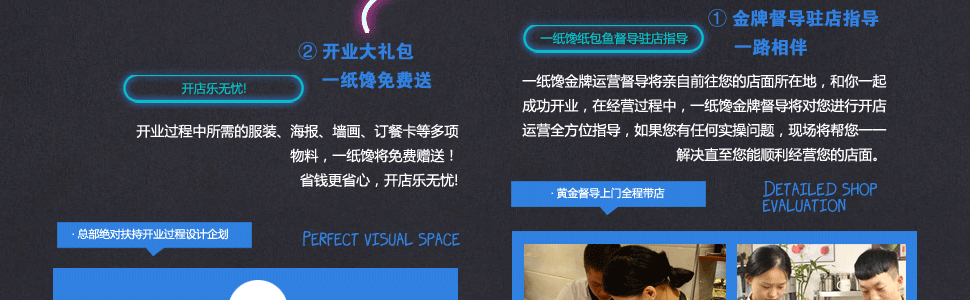 ① 金牌督导驻店指导
一路相伴
一纸馋纸包鱼督导驻店指导
一纸馋金牌运营督导将亲自前往您的店面所在地，和你一起
成功开业，在经营过程中，一纸馋金牌督导将对您进行开店
运营全方位指导，如果您有任何实操问题，现场将帮您一一
解决直至您能顺利经营您的店面。
· 黄金督导上门全程带店
DETAILED SHOP
EVALUATION
② 开业大礼包
一纸馋免费送
开店乐无忧!
开业过程中所需的服装、海报、墙画、订餐卡等多项
物料，一纸馋将免费赠送！
省钱更省心，开店乐无忧!
· 总部绝对扶持开业过程设计企划
PERFECT VISUAL SPACE